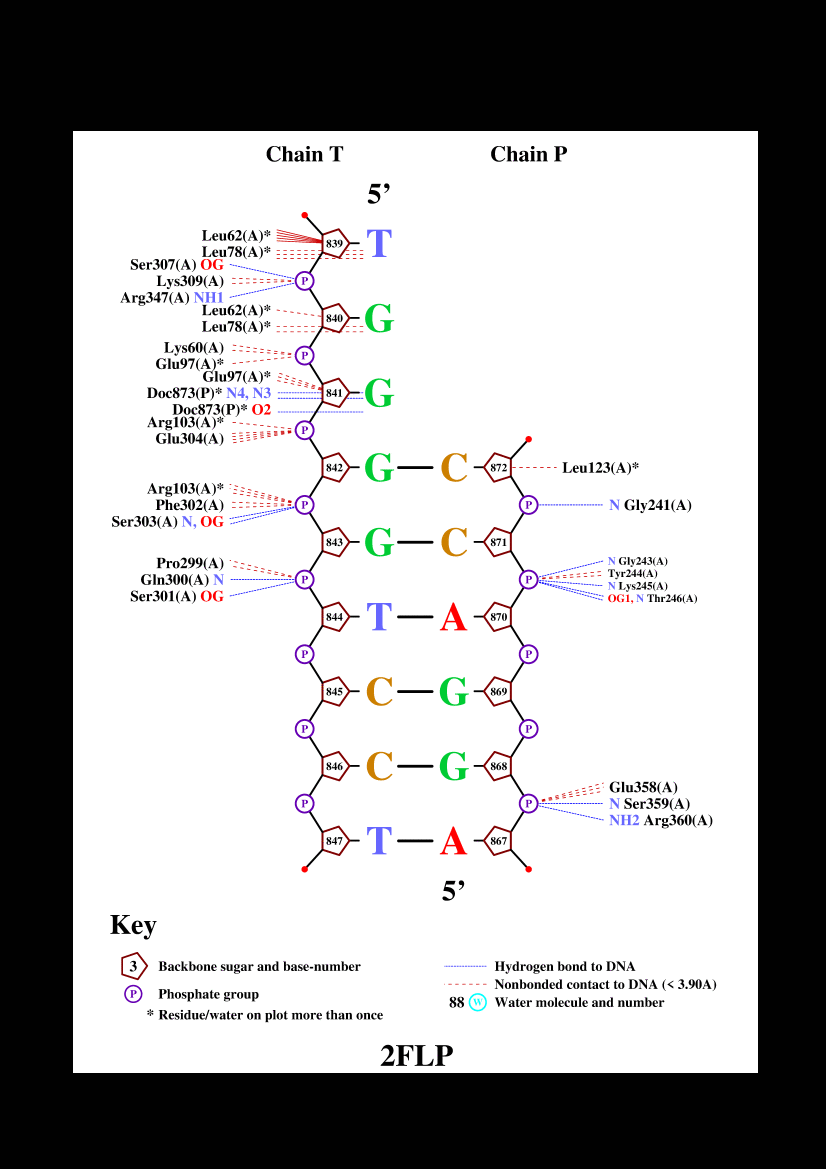 Chain T Chain P
5’
Leu62(A)* 839 T
Leu78(A)*
Ser307(A) OG
Lys309(A) P
Arg347(A) NH1
Leu62(A)* 840 G
Leu78(A)*
Lys60(A) P
Glu97(A)*
Glu97(A)*
Doc873(P)* N4, N3 841 G
Doc873(P)* O2
Arg103(A)* P
Glu304(A)
842 G C 872 Leu123(A)*
Arg103(A)*
Phe302(A) P P N Gly241(A)
Ser303(A) N, OG
843 G C 871
Pro299(A) N Gly243(A)
Gln300(A) N P P Tyr244(A)
N Lys245(A)
Ser301(A) OG OG1, N Thr246(A)
844 T A 870
P P
845 C G 869
P P
846 C G 868
Glu358(A)
P P N Ser359(A)
NH2 Arg360(A)
847 T A 867
5’
Key
3 Backbone sugar and base-number Hydrogen bond to DNA
Nonbonded contact to DNA (< 3.90A)
P Phosphate group 88 W Water molecule and number
* Residue/water on plot more than once
2FLP